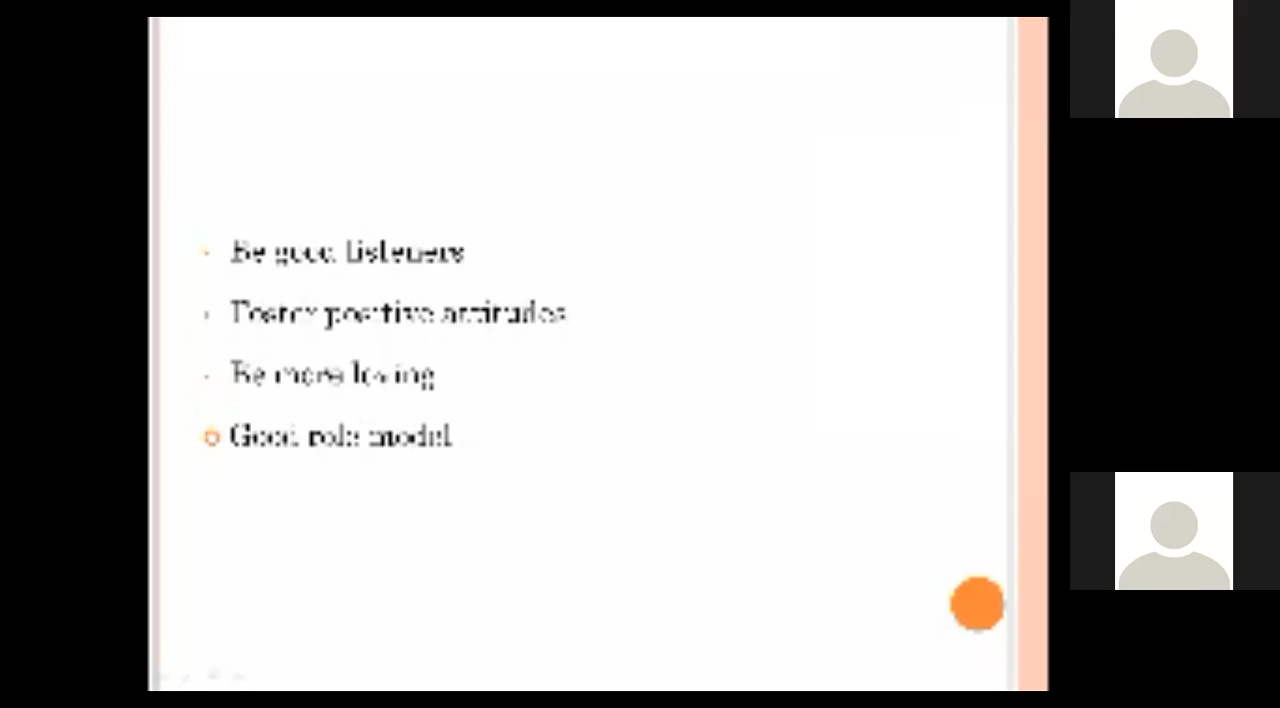 Be good listeners
Foster positive attitudes
Be more loving
Good role model